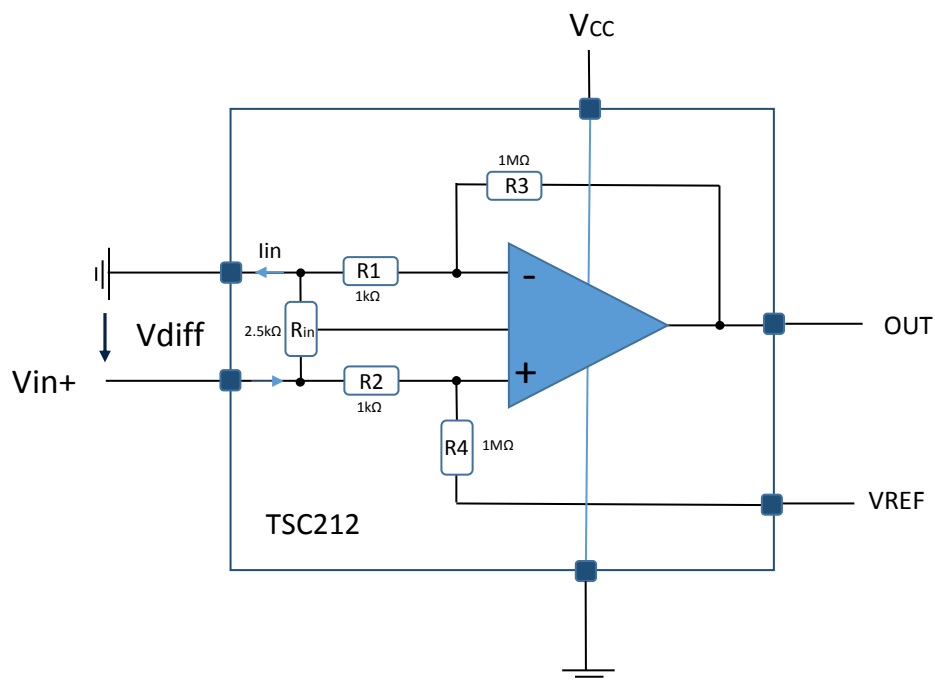 VCC
1MΩ
R3
Iin
R1
1kΩ
-
Vdiff
2.5kΩ
Rin
OUT
Vin+
R2
+
1kΩ
R4
1MΩ
VREF
TSC212